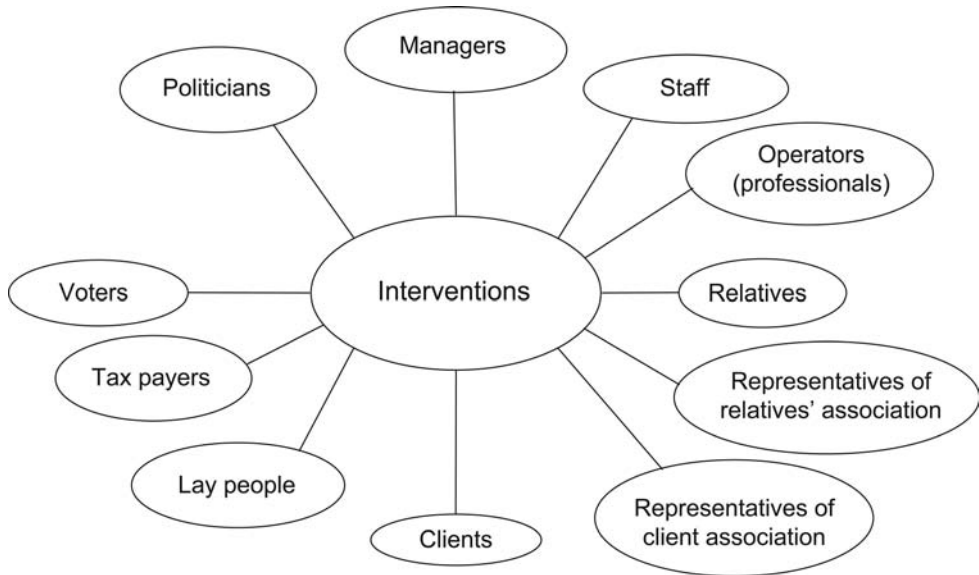 Managers
Politicians
Staff
Operators
(professionals)
Interventions
Voters
Relatives
Tax payers
Representatives of
relatives’ association
Lay people
Representatives of
client association
Clients